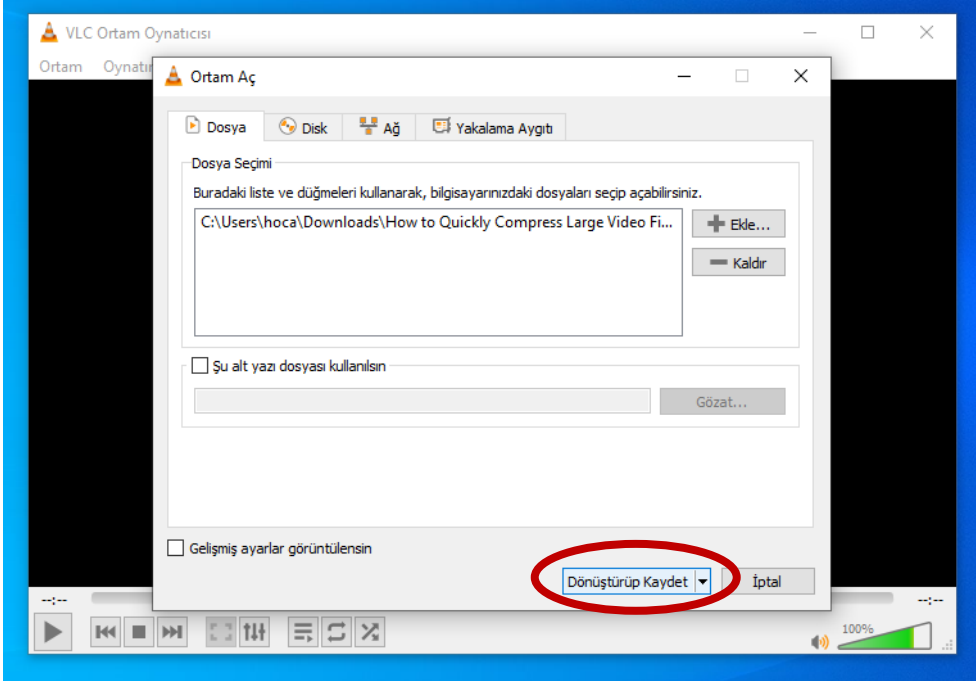 VLC Ortam Oynatıcısı
Ortam Oynatı
Ortam Aç
Dosya Disk Ağ Yakalama Aygıtı
Dosya Seçimi
Buradaki liste ve düğmeleri kullanarak, bilgisayarınızdaki dosyaları seçip açabilirsiniz.
C:\Users\hoca\Downloads\How to Quickly Compress Large Video Fi...
Ekle...
Kaldır
Şu alt yazı dosyası kullanılsın
Gözat...
Gelişmiş ayarlar görüntülensin
Dönüştürüp Kaydet İptal
--:-- --:--
100%